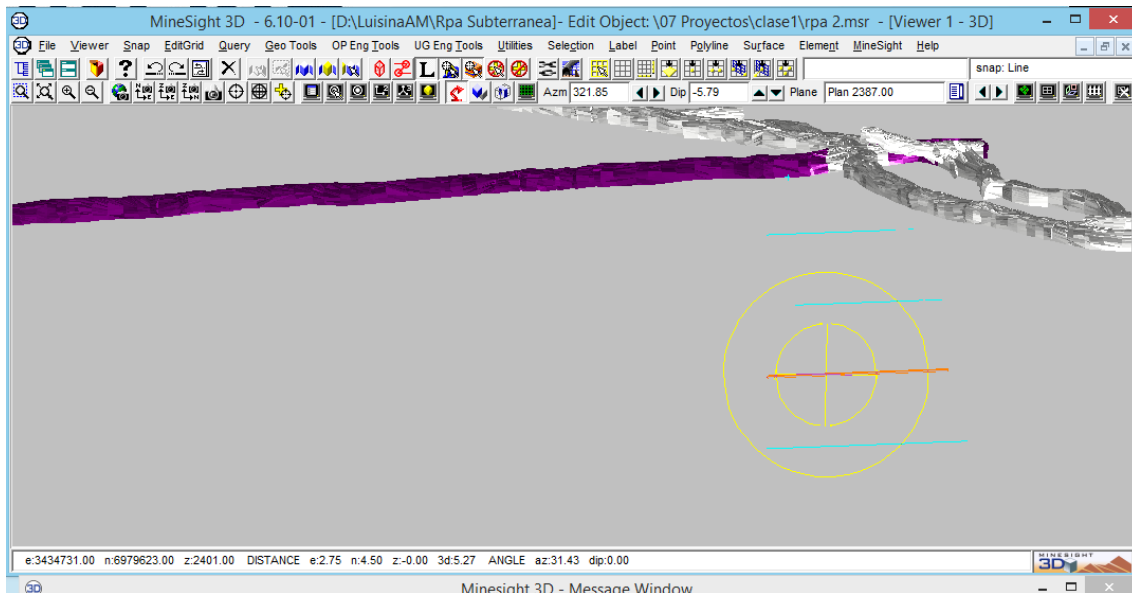 MineSight 3D - 6.10-01 - [D:\LuisinaAM\Rpa Subterranea]- Edit Object: \07 Proyectos\clase1\rpa 2.msr - [Viewer 1 - 3D]
File Viewer Snap EditGrid Query Geo Tools OP Eng Tools UG Eng Tools Utilities Selection Label Point Polyline Surface Element MineSight Help
snap: Line
Azm 321.85 Dip -5.79 Plane Plan 2387.00
e:3434731.00 n:6979623.00 z:2401.00 DISTANCE e:2.75 n:4.50 z:-0.00 3d:5.27 ANGLE az:31.43 dip:0.00
MINESIGHT
3D
Minesight 3D - Message Window